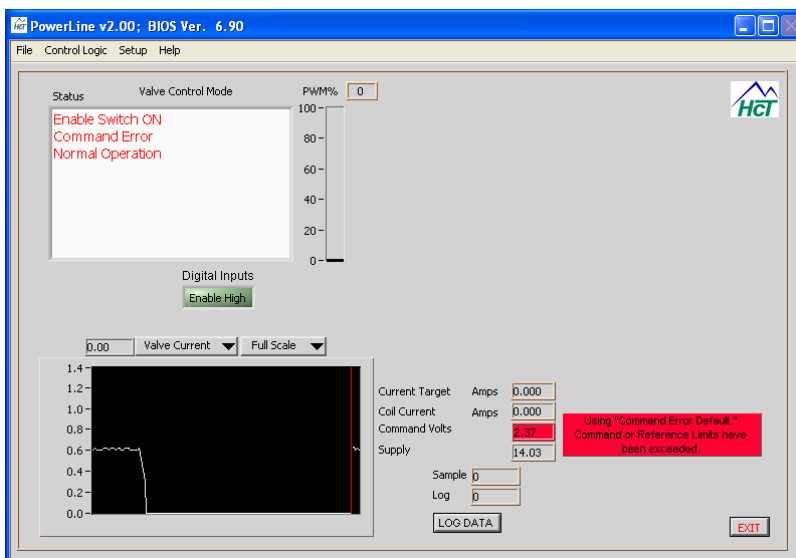 HCT PowerLine v2.00; BIOS Ver. 6.90
File Control Logic Setup Help
Status
Valve Control Mode
PWM% 0
Enable Switch ON
Command Error
Normal Operation
100
80
60
40
20
0
HCT
Digital Inputs
Enable High
0.00 Valve Current Full Scale
1.4
1.2
1.0
0.8
0.6
0.4
0.2
0.0
Current Target Amps 0.000
Coil Current Amps 0.000
Command Volts 2.37
Supply 14.03
Using "Command Error Default."
Command or Reference Limits have
been exceeded.
Sample 0
Log 0
LOG DATA
EXIT